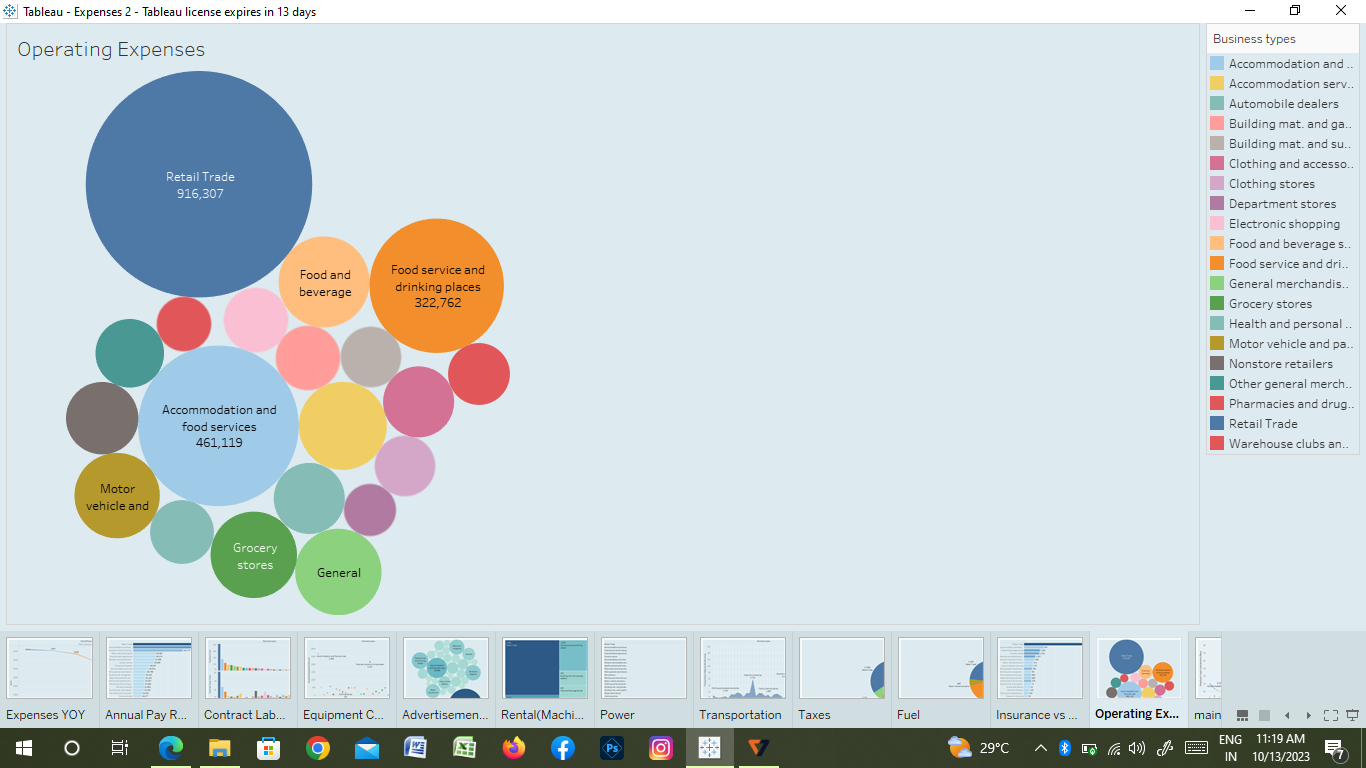 Tableau - Expenses 2 - Tableau license expires in 13 days
Operating Expenses
Retail Trade
916,307
Food and
beverage
Food service and
drinking places
322,762
Accommodation and
food services
461,119
Motor
vehicle and
Grocery
stores
General
Business types
Accommodation and ..
Accommodation serv..
Automobile dealers
Building mat. and ga..
Building mat. and su..
Clothing and accesso..
Clothing stores
Department stores
Electronic shopping
Food and beverage s..
Food service and dri..
General merchandis..
Grocery stores
Health and personal ..
Motor vehicle and pa..
Nonstore retailers
Other general merch..
Pharmacies and drug..
Retail Trade
Warehouse clubs an..
Expenses YOY
Annual Pay R...
Contract Lab...
Equipment C...
Advertisemen...
Rental(Machi...
Power
Transportation
Taxes
Fuel
Insurance vs ...
Operating Ex...
main
29°C
ENG
IN
11:19 AM
10/13/2023
7